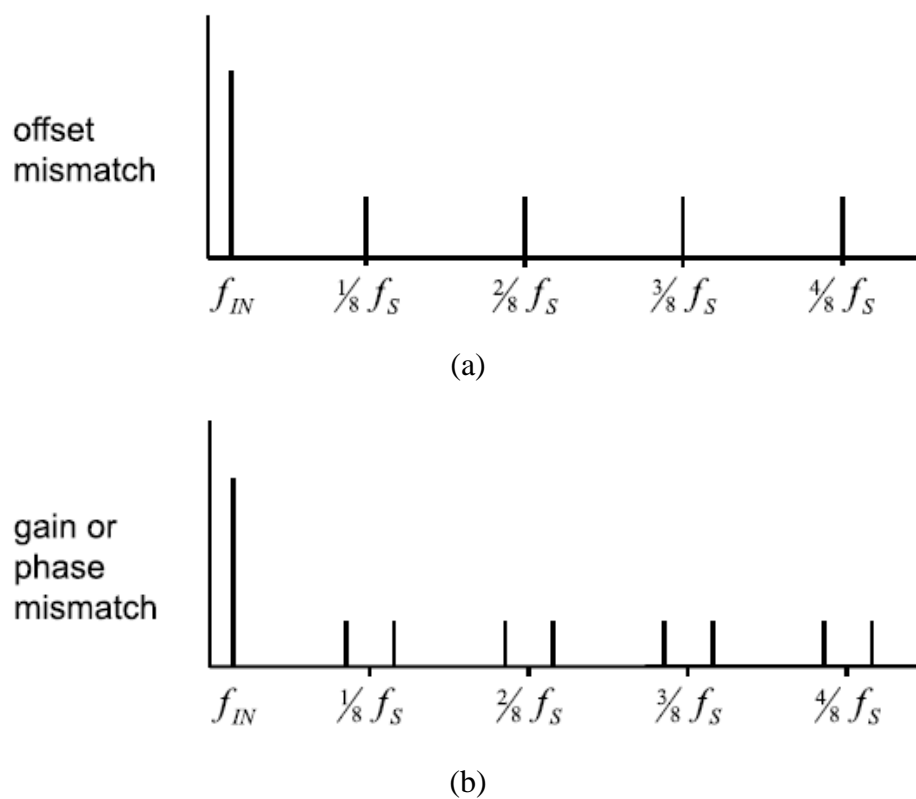 offset
mismatch
f_IN ⅛ f_S ²⁄₈ f_S ⅜ f_S ⁴⁄₈ f_S
(a)
gain or
phase
mismatch
f_IN ⅛ f_S ²⁄₈ f_S ⅜ f_S ⁴⁄₈ f_S
(b)